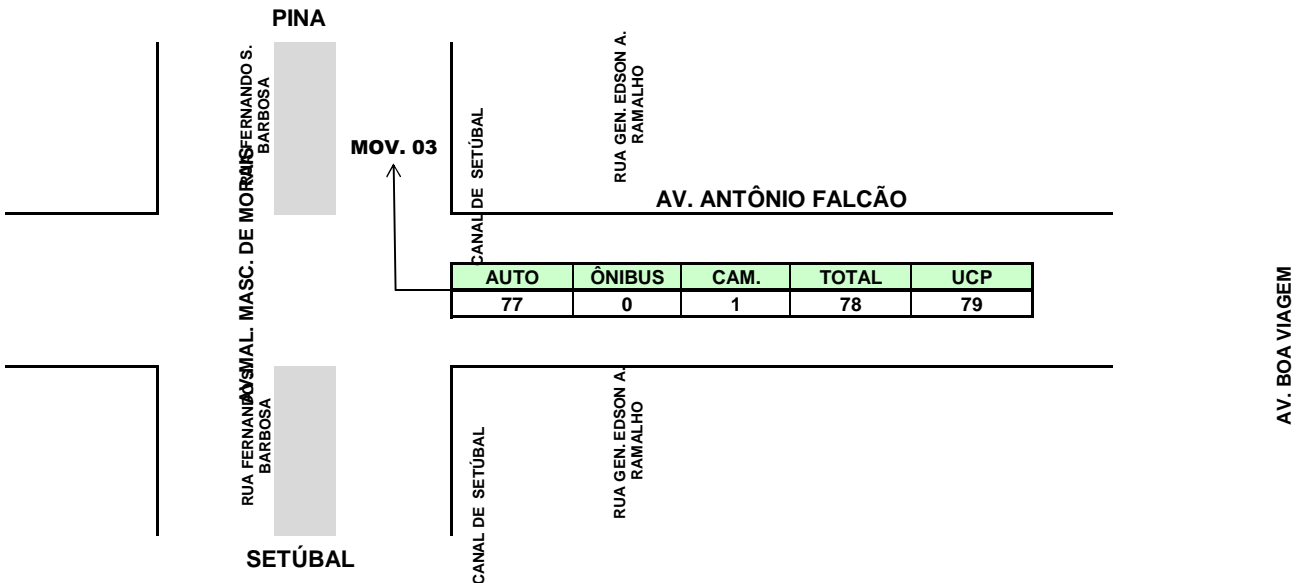 PINA
RUA FERNANDO S.
BARBOSA
AV. MAL. MASC. DE MORAIS
MOV. 03
CANAL DE SETÚBAL
RUA GEN. EDSON A.
RAMALHO
AV. ANTÔNIO FALCÃO
AUTO ÔNIBUS CAM. TOTAL UCP
77 0 1 78 79
AV. BOA VIAGEM
RUA FERNANDO S.
BARBOSA
CANAL DE SETÚBAL
RUA GEN. EDSON A.
RAMALHO
SETÚBAL